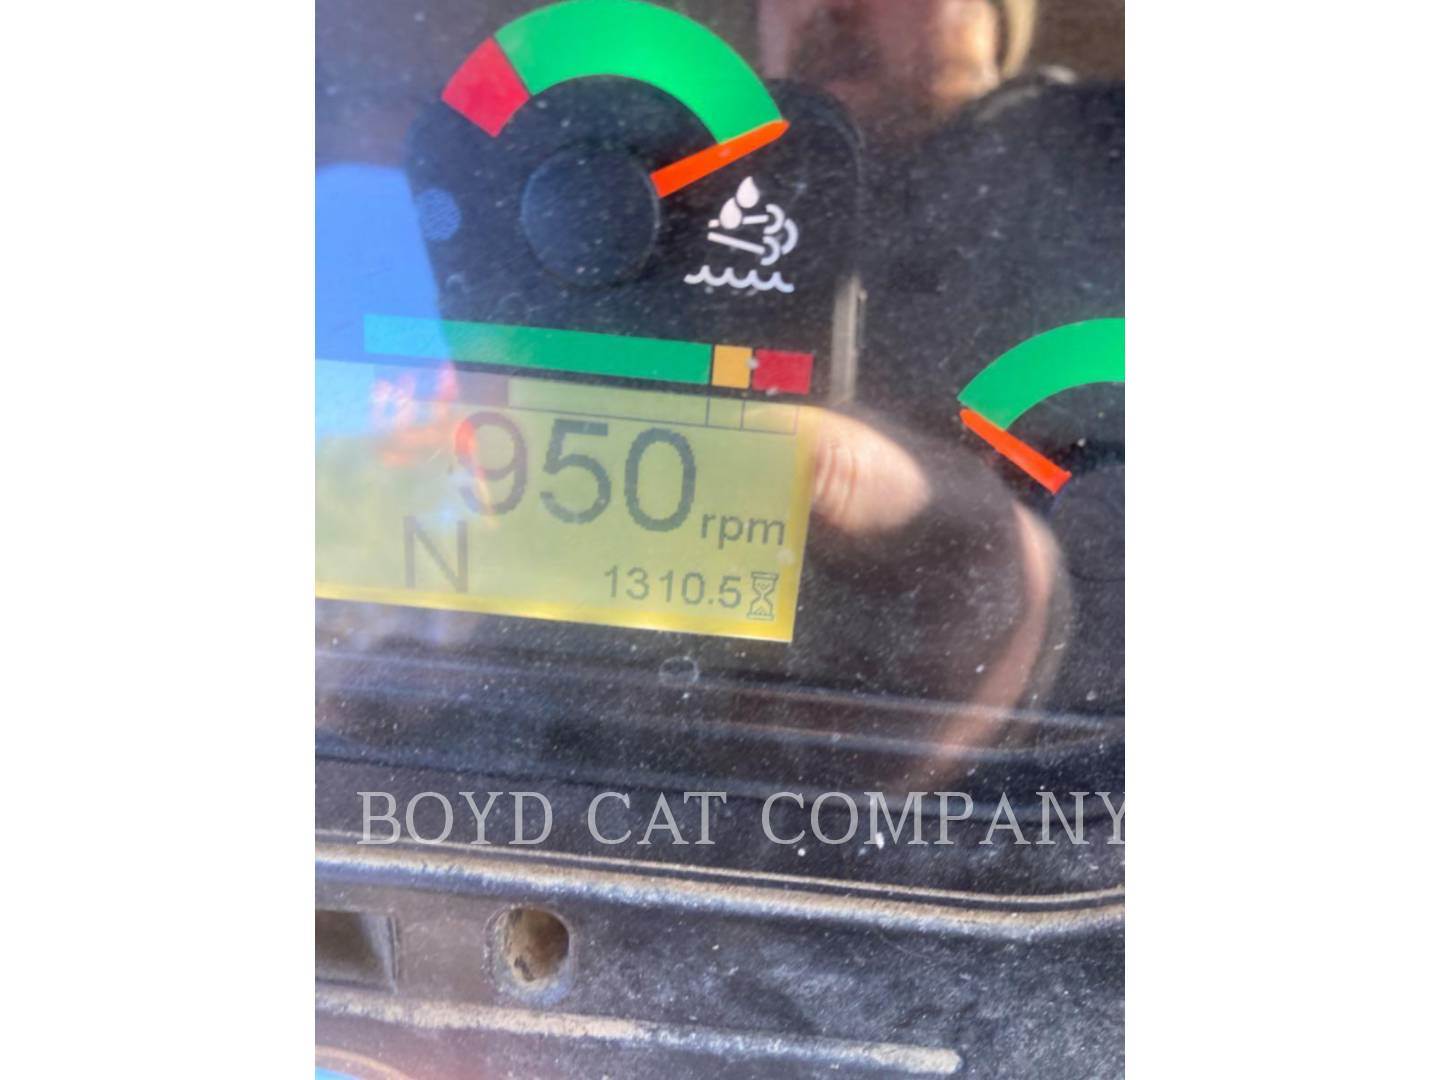 950 rpm
N 1310.5
BOYD CAT COMPANY